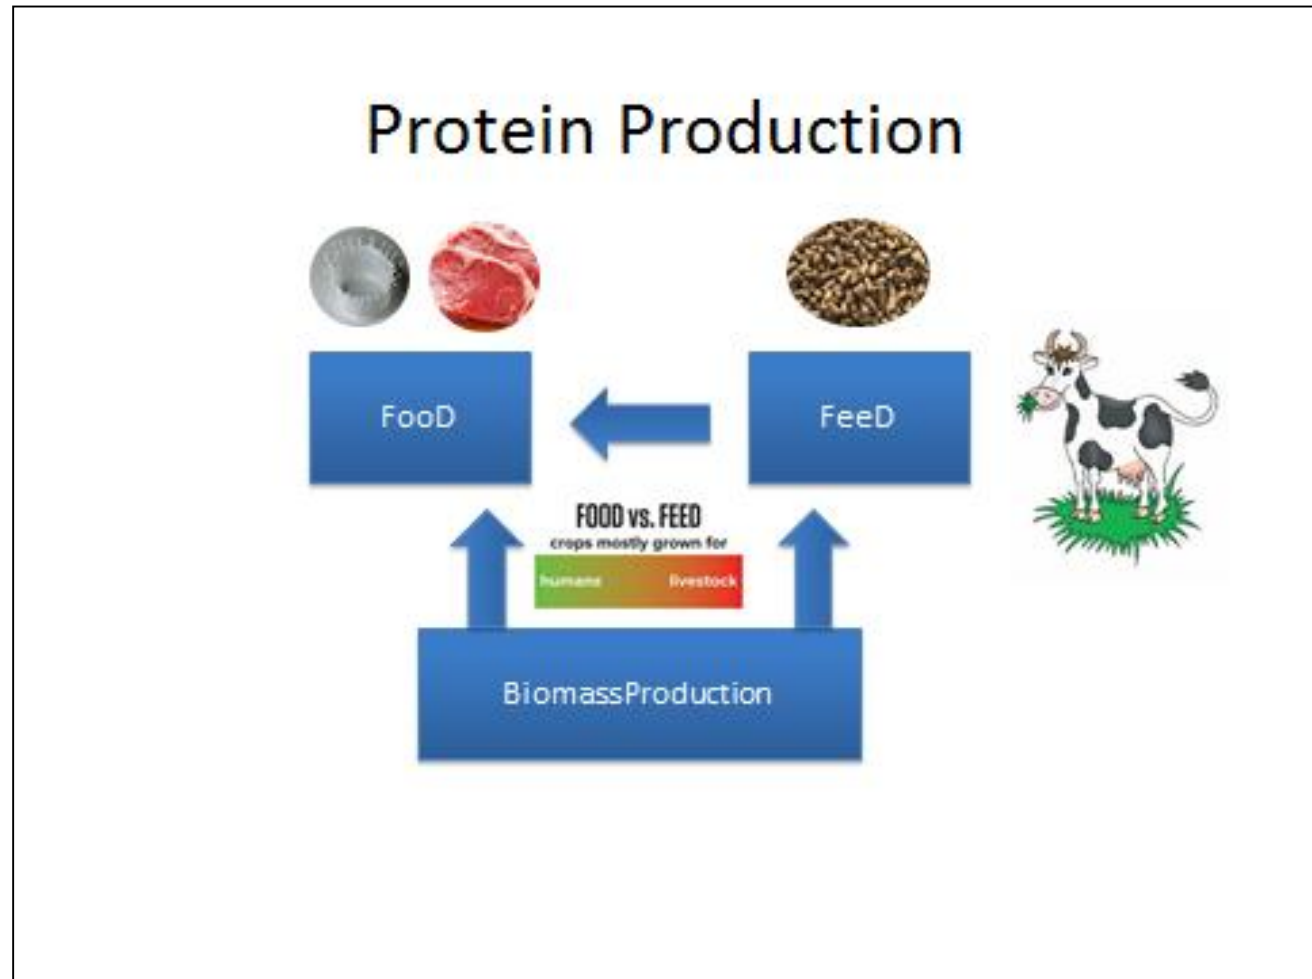 Protein Production
FooD
FeeD
FOOD vs. FEED
crops mostly grown for
humans livestock
BiomassProduction